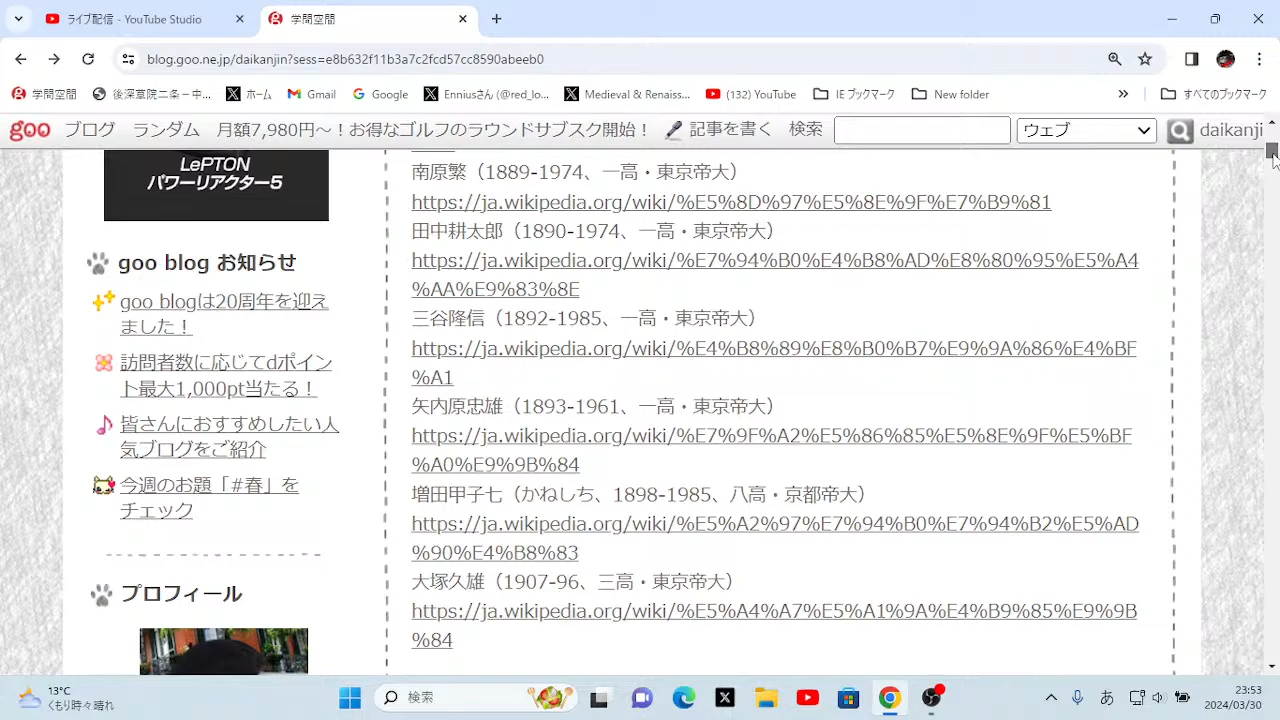 ライブ配信 - YouTube Studio
学問空間
blog.goo.ne.jp/daikanjin?sess=e8b632f11b3a7c2fcd57cc8590abeeb0
学問空間
後深草院二条 - 中...
ホーム
Gmail
Google
Enniusさん (@red_lo...
Medieval & Renaiss...
(132) YouTube
IE ブックマーク
New folder
すべてのブックマーク
goo ブログ ランダム 月額7,980円～！お得なゴルフのラウンドサブスク開始！ 記事を書く 検索 ウェブ daikanji
LePTON
パワーリアクター5
goo blog お知らせ
goo blogは20周年を迎え
ました！
訪問者数に応じてdポイン
ト最大1,000pt当たる！
皆さんにおすすめしたい人
気ブログをご紹介
今週のお題「#春」を
チェック
プロフィール
南原繁（1889-1974、一高・東京帝大）
https://ja.wikipedia.org/wiki/%E5%8D%97%E5%8E%9F%E7%B9%81
田中耕太郎（1890-1974、一高・東京帝大）
https://ja.wikipedia.org/wiki/%E7%94%B0%E4%B8%AD%E8%80%95%E5%A4
%AA%E9%83%8E
三谷隆信（1892-1985、一高・東京帝大）
https://ja.wikipedia.org/wiki/%E4%B8%89%E8%B0%B7%E9%9A%86%E4%BF
%A1
矢内原忠雄（1893-1961、一高・東京帝大）
https://ja.wikipedia.org/wiki/%E7%9F%A2%E5%86%85%E5%8E%9F%E5%BF
%A0%E9%9B%84
増田甲子七（かねしち、1898-1985、八高・京都帝大）
https://ja.wikipedia.org/wiki/%E5%A2%97%E7%94%B0%E7%94%B2%E5%AD
%90%E4%B8%83
大塚久雄（1907-96、三高・東京帝大）
https://ja.wikipedia.org/wiki/%E5%A4%A7%E5%A1%9A%E4%B9%85%E9%9B
%84
13°C
くもり時々晴れ
検索
あ
23:53
2024/03/30